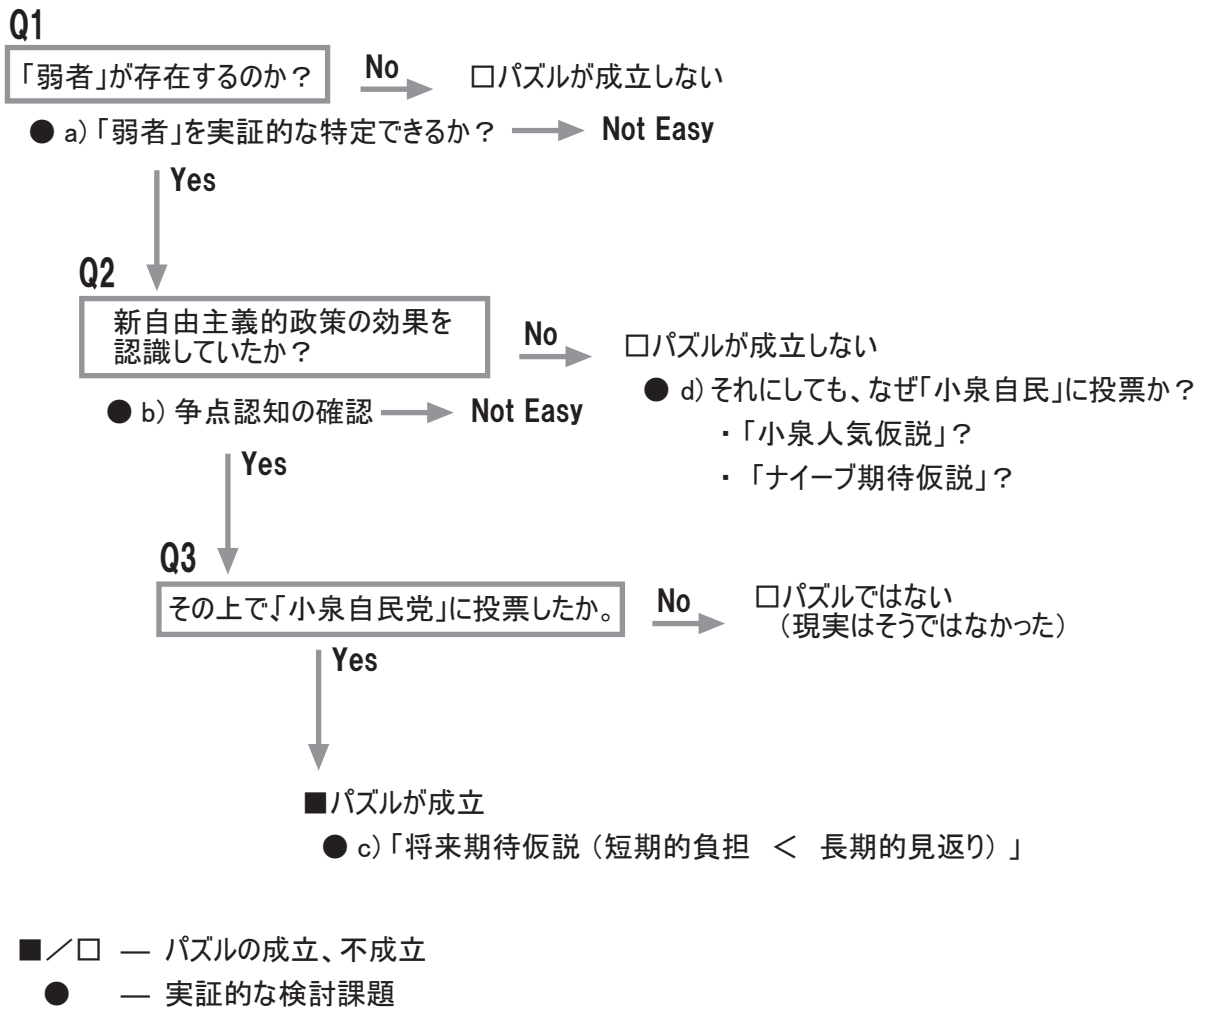 Q1
「弱者」が存在するのか？
No
□パズルが成立しない
● a)「弱者」を実証的な特定できるか？
Not Easy
Yes
Q2
新自由主義的政策の効果を
認識していたか？
No
□パズルが成立しない
● d)それにしても、なぜ「小泉自民」に投票か？
・「小泉人気仮説」？
・「ナイーブ期待仮説」？
● b) 争点認知の確認
Not Easy
Yes
Q3
その上で、「小泉自民党」に投票したか。
No
□パズルではない
（現実はそうではなかった）
Yes
■パズルが成立
● c)「将来期待仮説（短期的負担 ＜ 長期的見返り）」
■／□ ― パズルの成立、不成立
● ― 実証的な検討課題